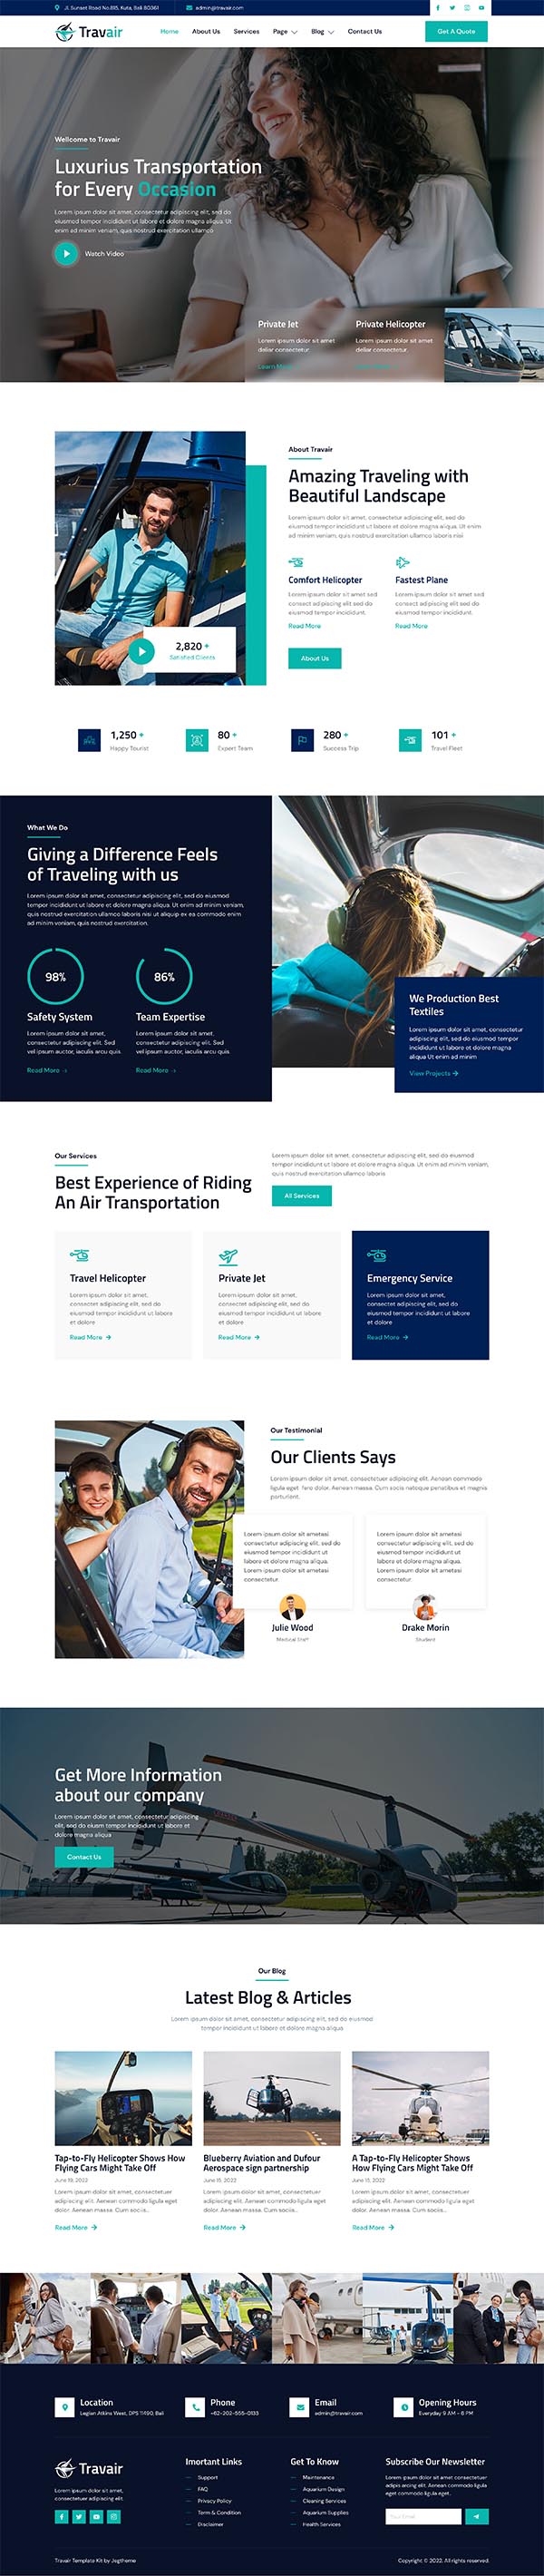 Jl. Sunset Road No.815, Kuta, Bali 80361
admin@travair.com
Travair
Home About Us Services Page Blog Contact Us
Get A Quote
Wellcome to Travair
Luxurius Transportation
for Every Occasion
Lorem ipsum dolor sit amet, consectetur adipiscing elit, sed do
eiusmod tempor incididunt ut labore et dolore magna aliqua. Ut
enim ad minim veniam, quis nostrud exercitation ullamco
Watch Video
Private Jet
Lorem ipsum dolor sit amet
deliar consectetur.
Learn More
Private Helicopter
Lorem ipsum dolor sit amet
deliar consectetur.
About Travair
Amazing Traveling with
Beautiful Landscape
Lorem ipsum dolor sit amet, consectetur adipiscing elit, sed do
eiusmod tempor incididunt ut labore et dolore magna aliqua. Ut enim
ad minim veniam, quis nostrud exercitation ullamco laboris nisi
Comfort Helicopter
Lorem ipsum dolor sit amet sed
consect adipiscing elit sed do
eiusmod tempor incididunt.
Read More
Fastest Plane
Lorem ipsum dolor sit amet sed
consect adipiscing elit sed do
eiusmod tempor incididunt.
Read More
2,820 +
Satisfied Clients
About Us
1,250 +
Happy Tourist
80 +
Expert Team
280 +
Success Trip
101 +
Travel Fleet
What We Do
Giving a Difference Feels
of Traveling with us
Lorem ipsum dolor sit amet, consectetur adipiscing elit, sed do eiusmod
tempor incididunt ut labore et dolore magna aliqua. Ut enim ad minim veniam,
quis nostrud exercitation ullamco laboris nisi ut aliquip ex ea commodo enim
ad minim veniam, quis nostrud exercitation.
98%
Safety System
Lorem ipsum dolor sit amet,
consectetur adipiscing elit. Sed
vel ipsum auctor, iaculis arcu quis
Read More
86%
Team Expertise
Lorem ipsum dolor sit amet,
consectetur adipiscing elit. Sed
vel ipsum auctor, iaculis arcu quis.
Read More
We Production Best
Textiles
Lorem ipsum dolor sit amet, consectetur
adipiscing elit, sed do eiusmod tempor
incididunt ut labore et dolore magna
aliqua Ut enim ad minim
View Projects
Our Services
Best Experience of Riding
An Air Transportation
Lorem ipsum dolor sit amet, consectetur adipiscing elit, sed do eiusmod
tempor incididunt ut labore et dolore magna aliqua. Ut enim ad minim veniam,
quis nostrud exercitation ullamco laboris
All Services
Travel Helicopter
Lorem ipsum dolor sit amet,
consectet adipiscing elit, sed do
eiusmod tempor incididunt ut labore
et dolore
Read More
Private Jet
Lorem ipsum dolor sit amet,
consectet adipiscing elit, sed do
eiusmod tempor incididunt ut labore
et dolore
Read More
Emergency Service
Lorem ipsum dolor sit amet,
consectet adipiscing elit, sed do
eiusmod tempor incididunt ut labore
et dolore
Read More
Our Testimonial
Our Clients Says
Lorem ipsum dolor sit amet, consectetuer adipiscing elit. Aenean commodo
ligula eget dolor. Aenean massa. Cum sociis natoque penatibus et magnis
parturient.
Lorem ipsum dolor sit ametasi
consectetur adipiscing elit, sed do
eiusmod tempor incididunt ut
labore et dolore magna aliqua.
Lorem ipsum dolor sit ametasi
consectetur
Julie Wood
Medical Staff
Lorem ipsum dolor sit ametasi
consectetur adipiscing elit, sed do
eiusmod tempor incididunt ut
labore et dolore magna aliqua.
Lorem ipsum dolor sit ametasi
consectetur
Drake Morin
Student
Get More Information
about our company
Lorem ipsum dolor sit amet, consectetur adipiscing
elit, sed do eiusmod tempor incididunt ut labore et
dolore magna aliqua
Contact Us
Our Blog
Latest Blog & Articles
Lorem ipsum dolor sit amet, consectetur adipiscing elit, sed do eiusmod
tempor incididunt ut labore et dolore magna aliqua
Tap-to-Fly Helicopter Shows How
Flying Cars Might Take Off
June 19, 2022
Lorem ipsum dolor sit amet, consectetuer
adipiscing elit. Aenean commodo ligula eget
dolor. Aenean massa. Cum sociis...
Read More
Blueberry Aviation and Dufour
Aerospace sign partnership
June 15, 2022
Lorem ipsum dolor sit amet, consectetuer
adipiscing elit. Aenean commodo ligula eget
dolor. Aenean massa. Cum sociis...
Read More
A Tap-to-Fly Helicopter Shows
How Flying Cars Might Take Off
June 11, 2022
Lorem ipsum dolor sit amet, consectetuer
adipiscing elit. Aenean commodo ligula eget
dolor. Aenean massa. Cum sociis...
Read More
Location
Legian Atkins West, DPS 11490, Bali
Phone
+62-202-555-0133
Email
admin@travair.com
Opening Hours
Everyday 9 AM - 6 PM
Travair
Lorem ipsum dolor sit amet,
consectetur adipiscing elit.
Imortant Links
Support
FAQ
Privacy Policy
Term & Condition
Disclaimer
Get To Know
Maintenance
Aquarium Design
Cleaning Services
Aquarium Supplies
Health Services
Subscribe Our Newsletter
Lorem ipsum dolor sit amet consectetuer
adipis arcing elit. Aenean commodo ligula
eget commodo ligula eget.
Your Email
Travair Template Kit by Jegtheme
Copyright © 2022. All rights reserved.